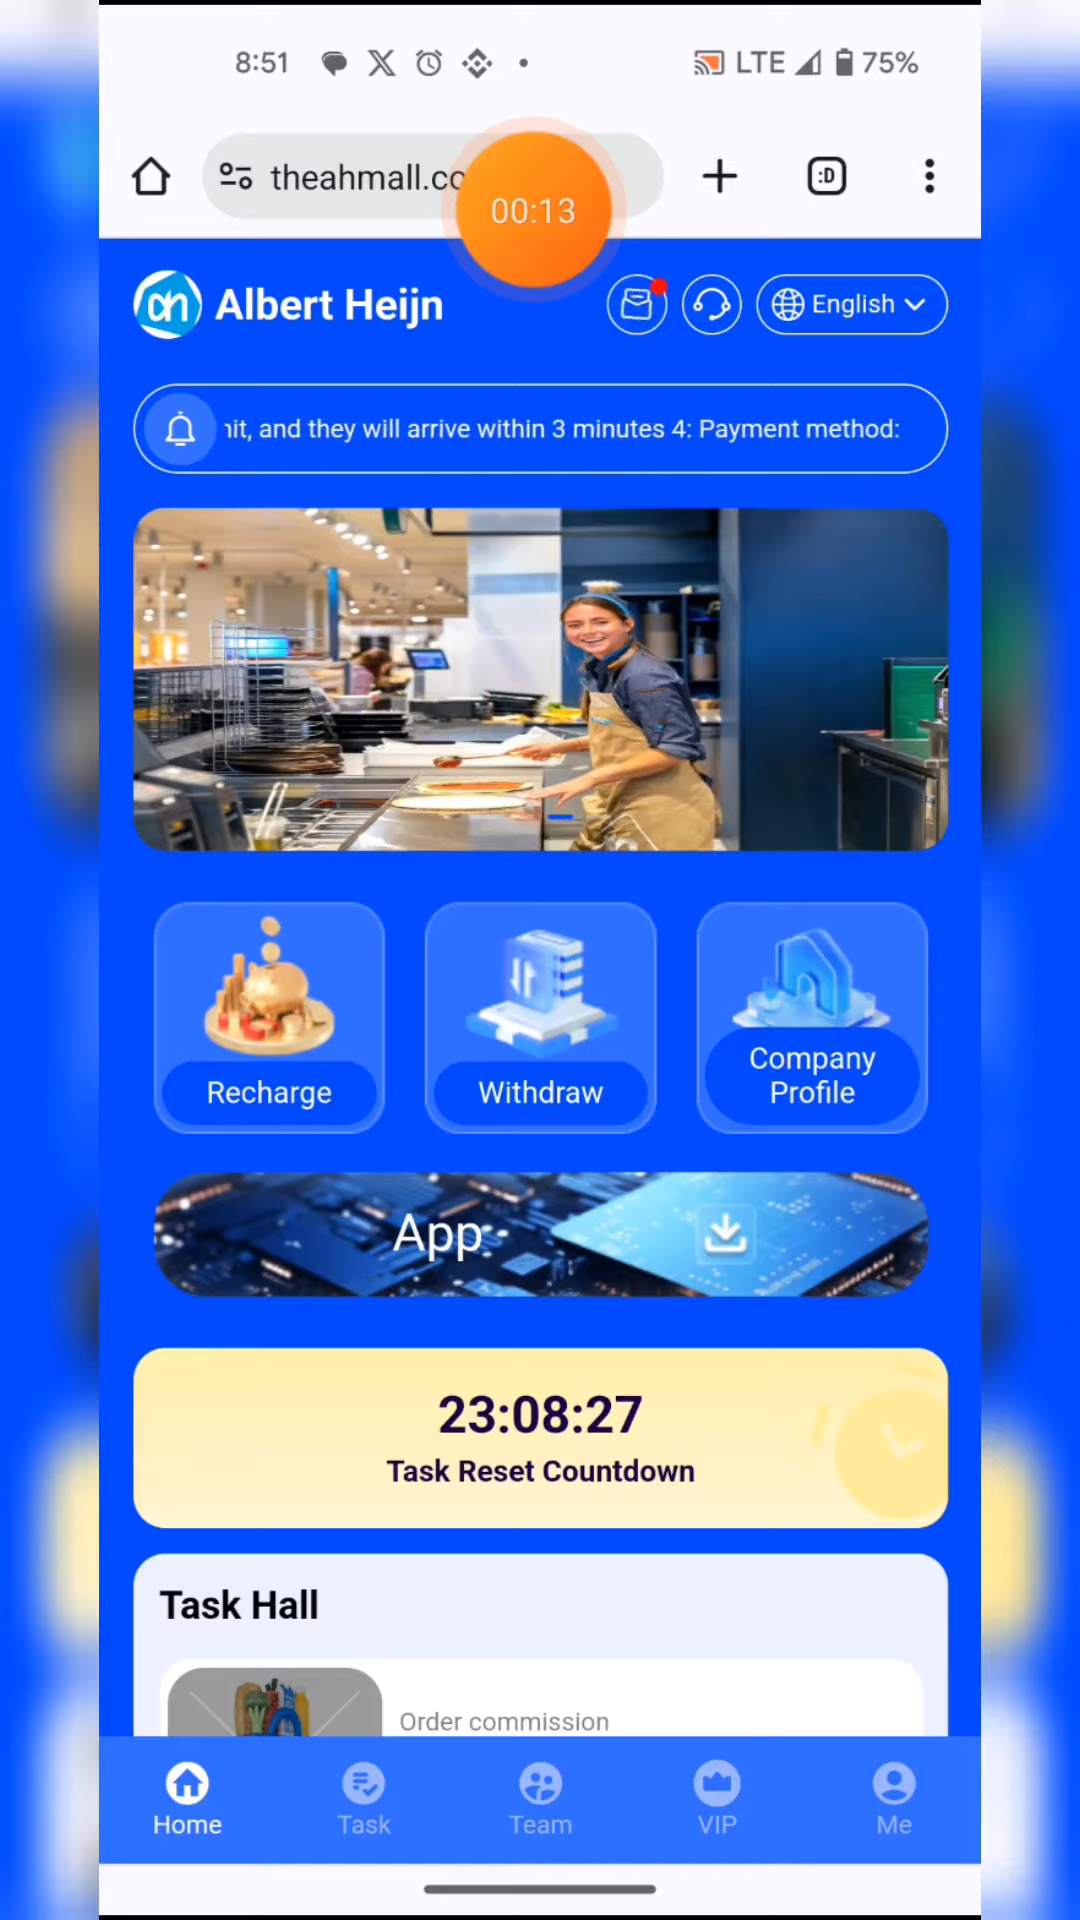 8:51
LTE 75%
theahmall.co
:D
00:13
Albert Heijn
English
nit, and they will arrive within 3 minutes 4: Payment method:
Recharge
Withdraw
Company
Profile
App
23:08:27
Task Reset Countdown
Task Hall
Order commission
Home
Task
Team
VIP
Me